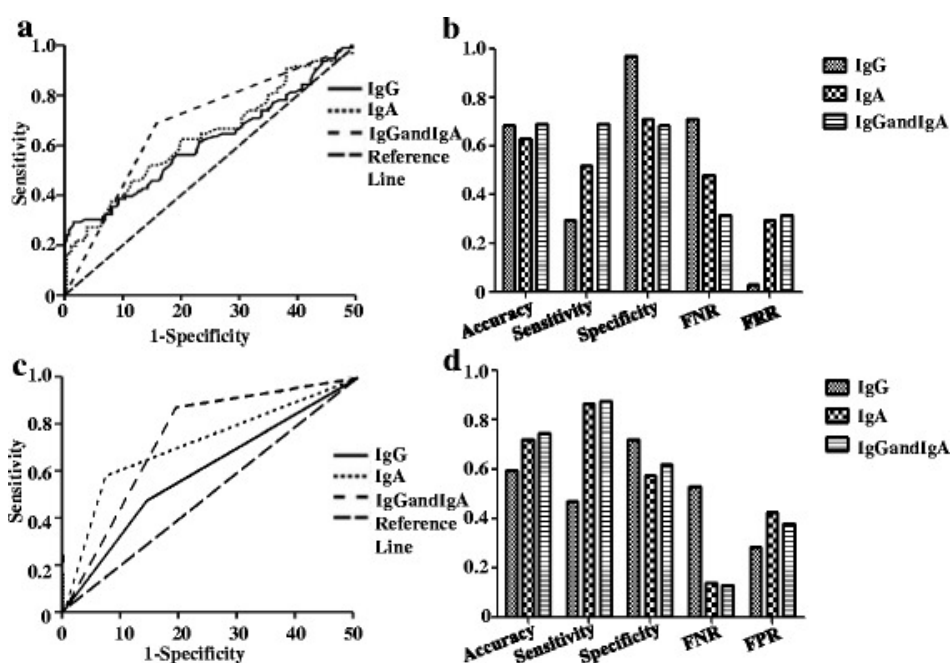 a
1.0
0.8
0.6
0.4
0.2
0
Sensitivity
0
10
20
30
40
50
1-Specificity
IgG
IgA
IgGandIgA
Reference
Line
b
1.0
0.8
0.6
0.4
0.2
0
Accuracy
Sensitivity
Specificity
FNR
FRR
IgG
IgA
IgGandIgA
c
1.0
0.8
0.6
0.4
0.2
0.0
Sensitivity
0
10
20
30
40
50
1-Specificity
IgG
IgA
IgGandIgA
Reference
Line
d
1.0
0.8
0.6
0.4
0.2
0
Accuracy
Sensitivity
Specificity
FNR
FPR
IgG
IgA
IgGandIgA